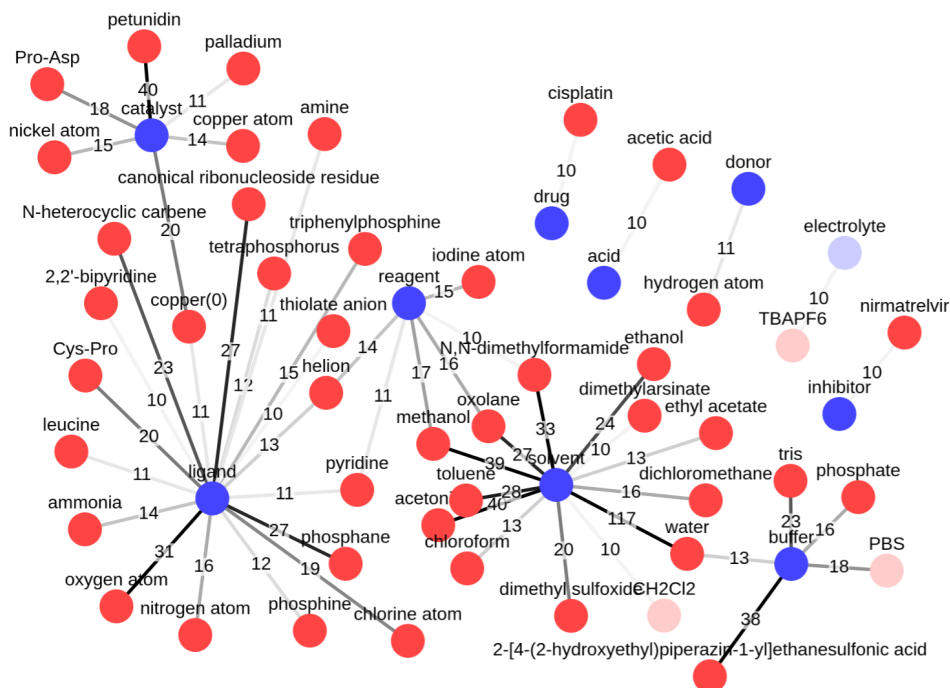 petunidin
Pro-Asp
palladium
40
18
catalyst
11
cisplatin
amine
nickel atom
15
14
copper atom
acetic acid
donor
10
canonical ribonucleoside residue
drug
N-heterocyclic carbene
20
triphenylphosphine
10
electrolyte
tetraphosphorus
iodine atom
acid
11
2,2'-bipyridine
reagent
hydrogen atom
copper(0)
thiolate anion
15
10
nirmatrelvir
11
TBAPF6
Cys-Pro
27
14
10
ethanol
23
helion
16
N,N-dimethylformamide
12
15
17
10
10
dimethylarsinate
inhibitor
leucine
11
10
11
methanol
oxolane
ethyl acetate
20
13
24
33
10
27
13
tris
11
ligand
pyridine
39
solvent
dichloromethane
phosphate
ammonia
14
11
toluene
28
16
40
27
13
117
23
16
31
phosphane
chloroform
water
buffer
PBS
oxygen atom
16
12
19
20
10
13
18
nitrogen atom
phosphine
chlorine atom
dimethyl sulfoxide
CH2Cl2
38
2-[4-(2-hydroxyethyl)piperazin-1-yl]ethanesulfonic acid